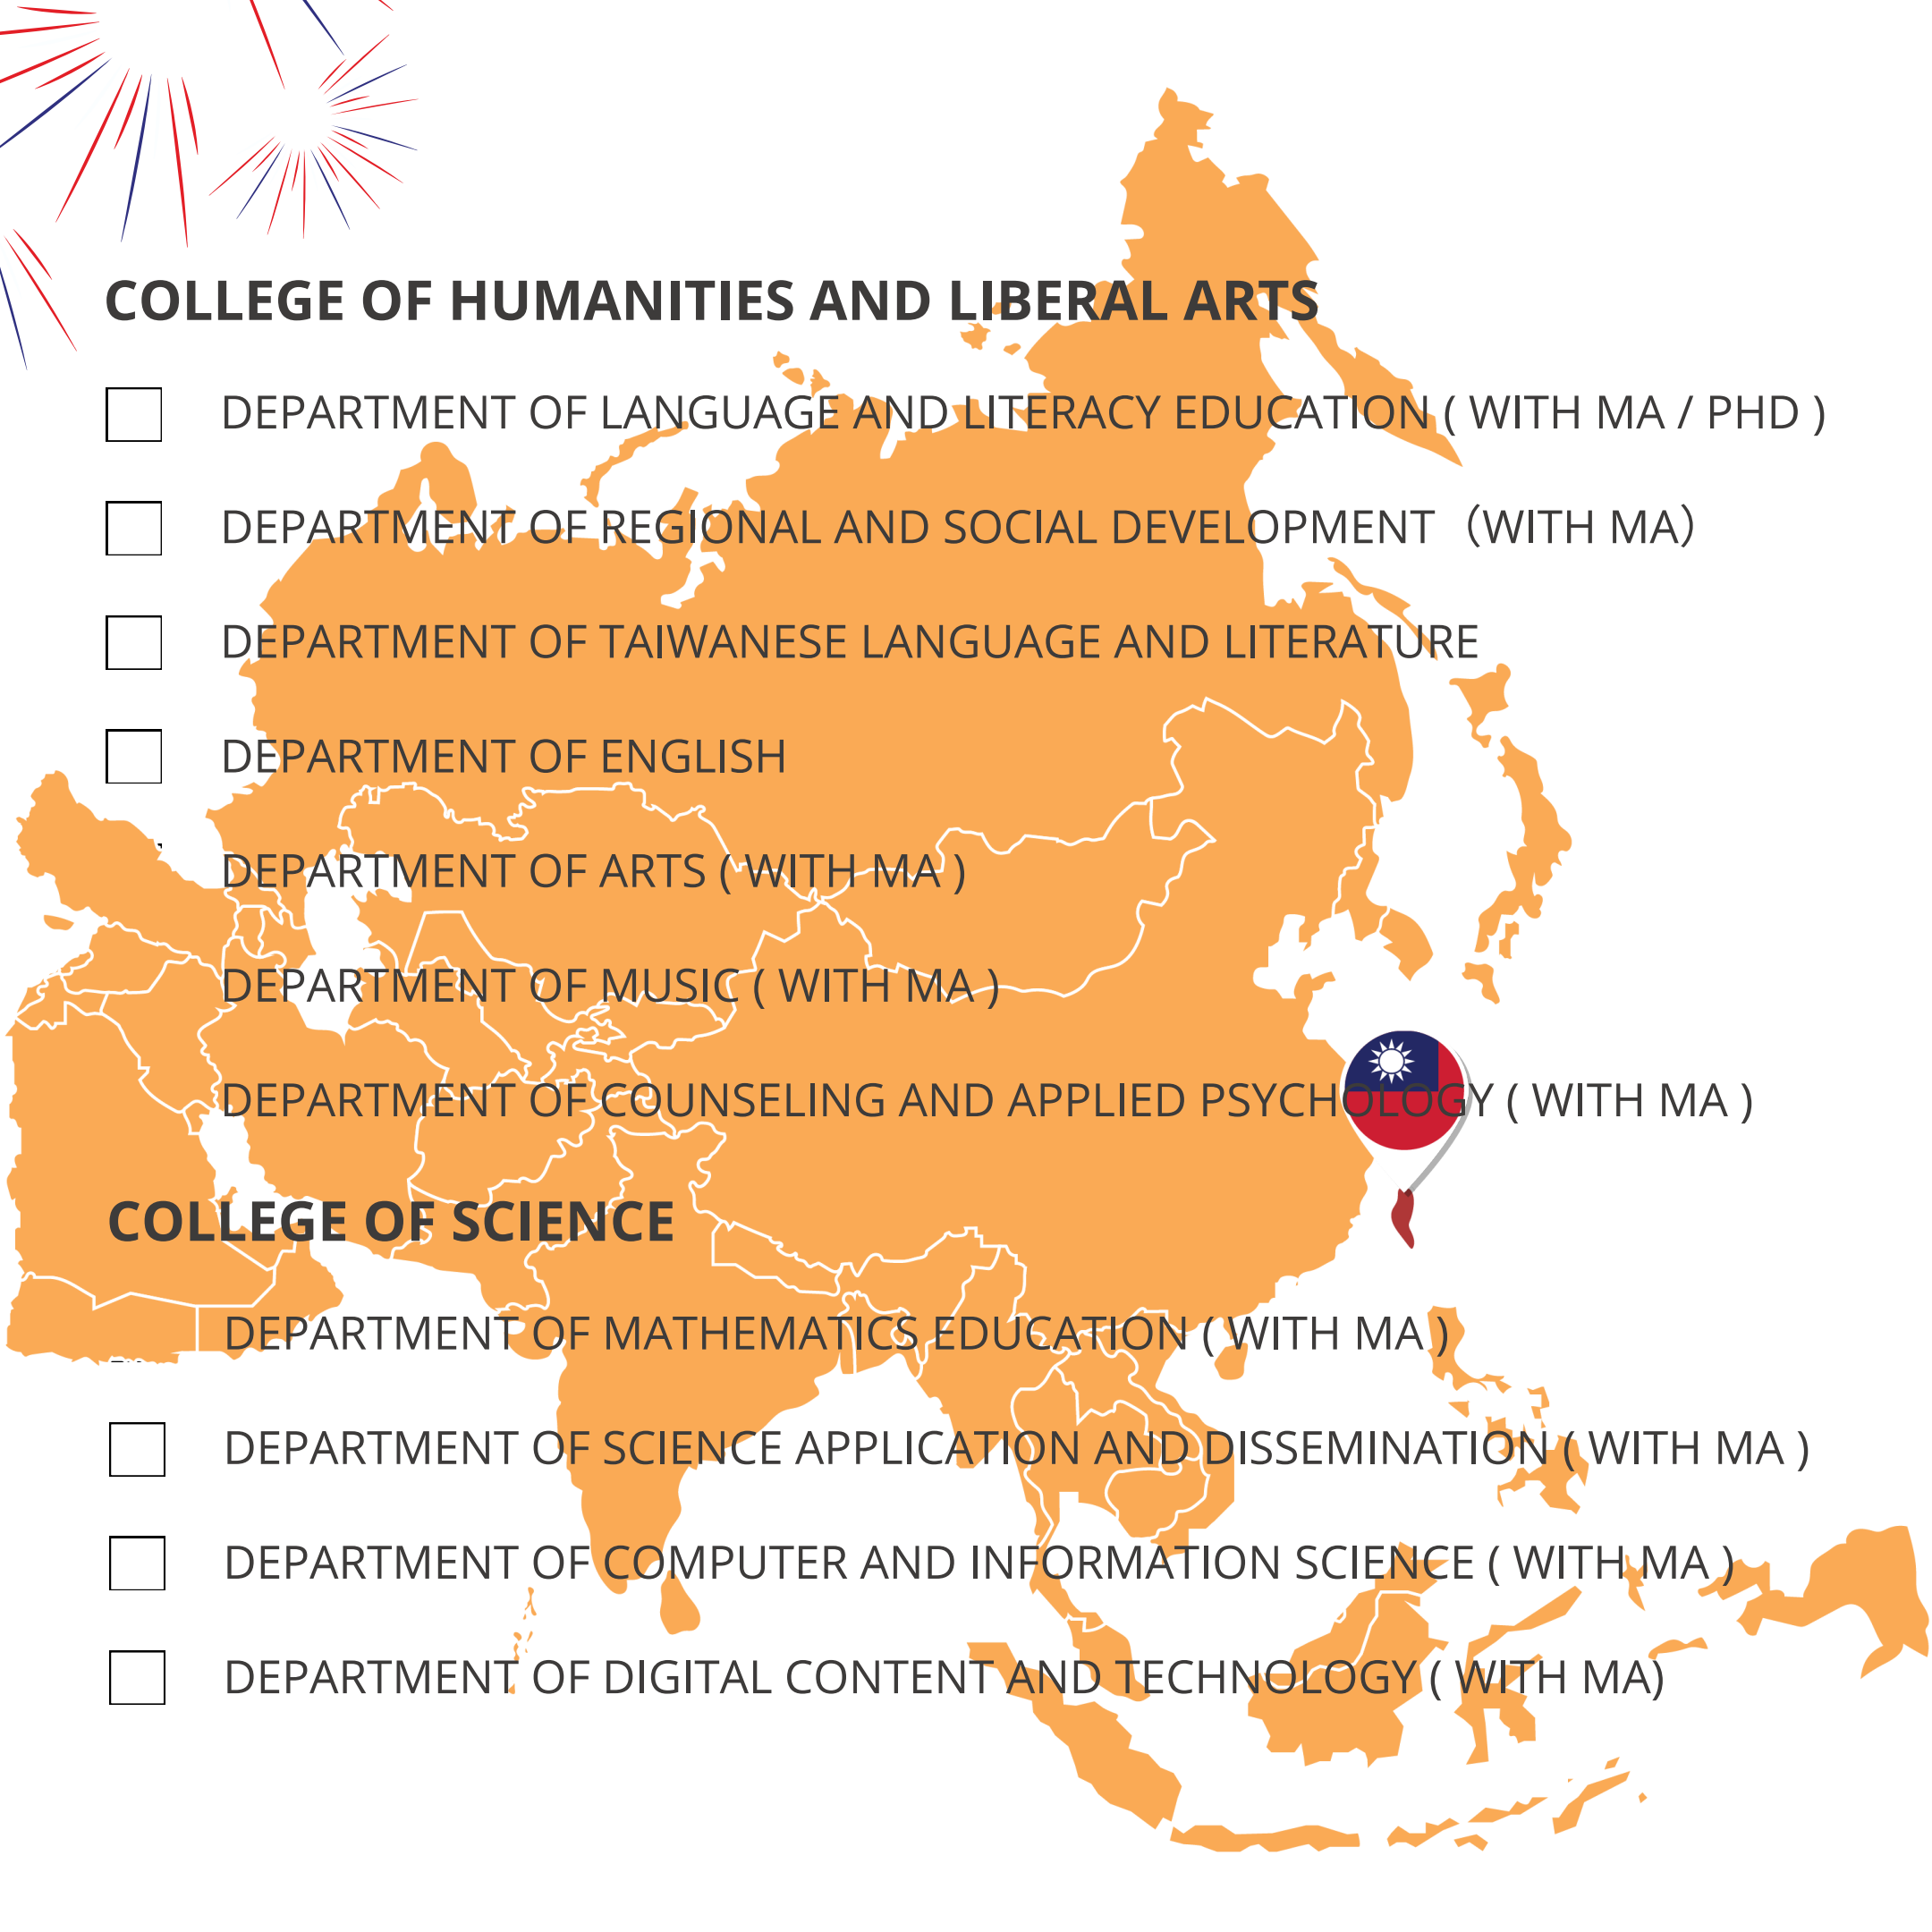 COLLEGE OF HUMANITIES AND LIBERAL ARTS
DEPARTMENT OF LANGUAGE AND LITERACY EDUCATION ( WITH MA / PHD )
DEPARTMENT OF REGIONAL AND SOCIAL DEVELOPMENT （WITH MA）
DEPARTMENT OF TAIWANESE LANGUAGE AND LITERATURE
DEPARTMENT OF ENGLISH
DEPARTMENT OF ARTS ( WITH MA )
DEPARTMENT OF MUSIC ( WITH MA )
DEPARTMENT OF COUNSELING AND APPLIED PSYCHOLOGY ( WITH MA )
COLLEGE OF SCIENCE
DEPARTMENT OF MATHEMATICS EDUCATION ( WITH MA )
DEPARTMENT OF SCIENCE APPLICATION AND DISSEMINATION ( WITH MA )
DEPARTMENT OF COMPUTER AND INFORMATION SCIENCE ( WITH MA )
DEPARTMENT OF DIGITAL CONTENT AND TECHNOLOGY ( WITH MA)